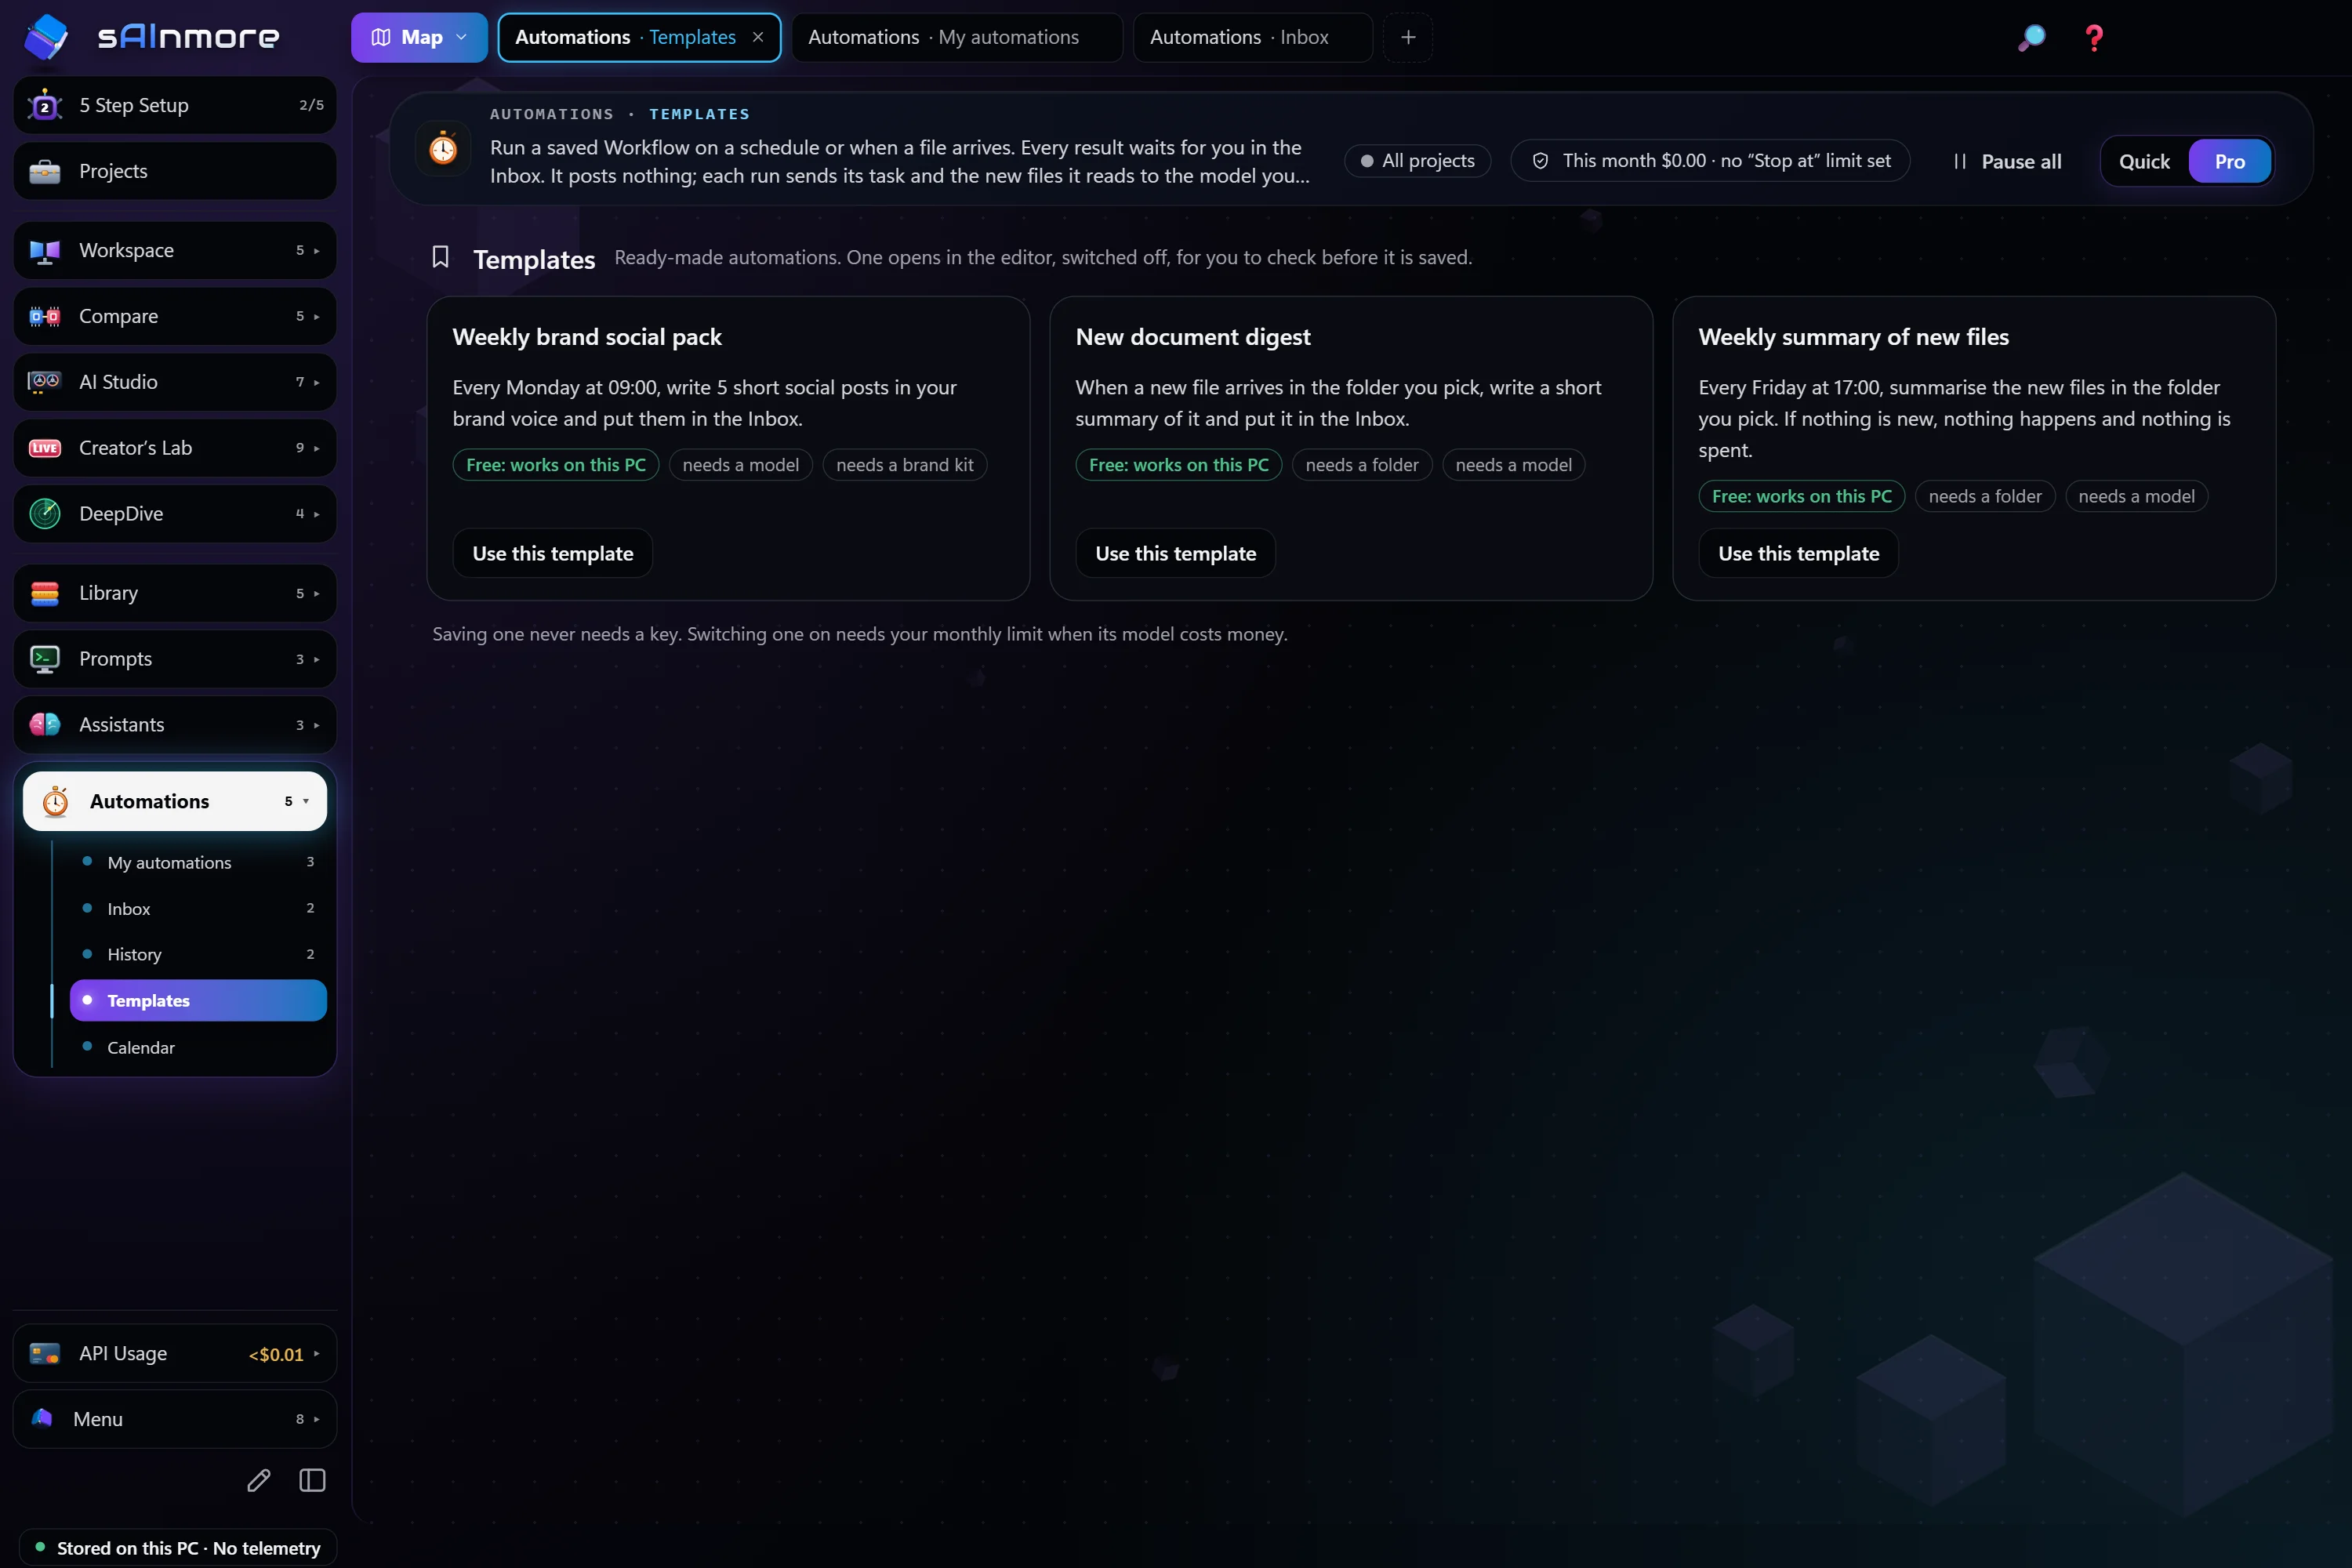 sAInmore
Map
Automations · Templates
Automations · My automations
Automations · Inbox
2
5 Step Setup 2/5
Projects
Workspace 5
Compare 5
AI Studio 7
LIVE
Creator's Lab 9
DeepDive 4
Library 5
Prompts 3
Assistants 3
Automations 5
My automations 3
Inbox 2
History 2
Templates
Calendar
API Usage <$0.01
Menu 8
Stored on this PC · No telemetry
AUTOMATIONS · TEMPLATES
Run a saved Workflow on a schedule or when a file arrives. Every result waits for you in the
Inbox. It posts nothing; each run sends its task and the new files it reads to the model you...
All projects
This month $0.00 · no “Stop at” limit set
Pause all
Quick
Pro
Templates
Ready-made automations. One opens in the editor, switched off, for you to check before it is saved.
Weekly brand social pack
Every Monday at 09:00, write 5 short social posts in your
brand voice and put them in the Inbox.
Free: works on this PC
needs a model
needs a brand kit
Use this template
New document digest
When a new file arrives in the folder you pick, write a short
summary of it and put it in the Inbox.
Free: works on this PC
needs a folder
needs a model
Use this template
Weekly summary of new files
Every Friday at 17:00, summarise the new files in the folder
you pick. If nothing is new, nothing happens and nothing is
spent.
Free: works on this PC
needs a folder
needs a model
Use this template
Saving one never needs a key. Switching one on needs your monthly limit when its model costs money.